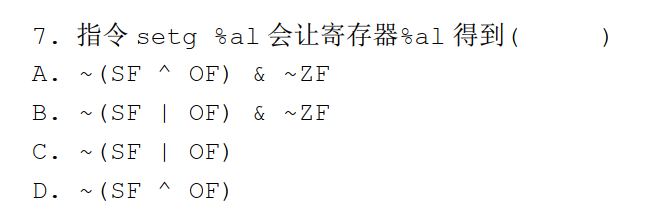 7. 指令 setg %al 会让寄存器%al 得到(      )
A. ~(SF ^ OF) & ~ZF
B. ~(SF | OF) & ~ZF
C. ~(SF | OF)
D. ~(SF ^ OF)